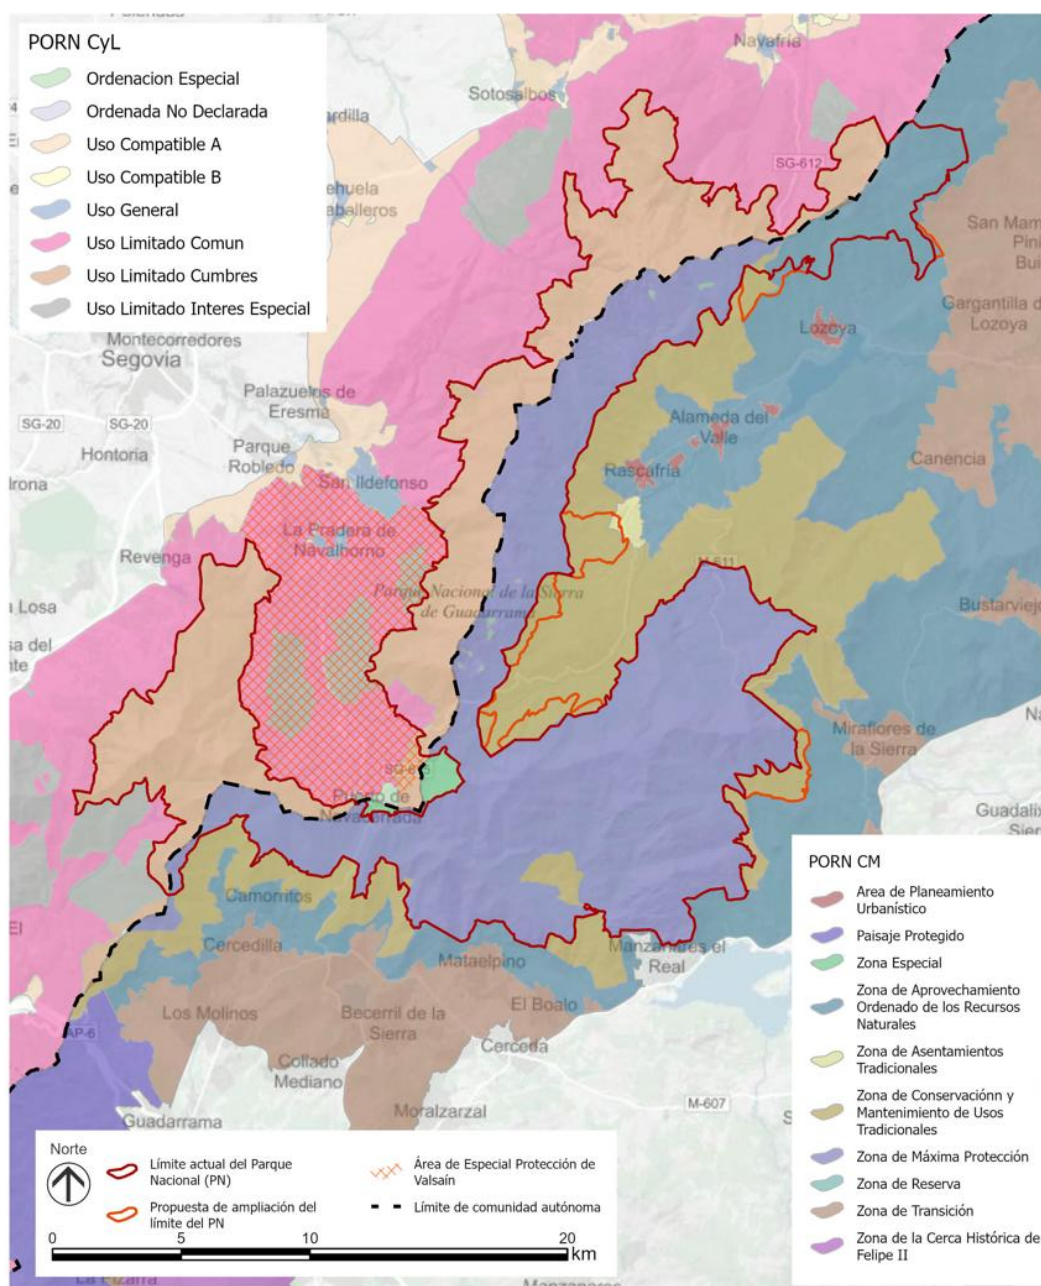 PORN CyL
Ordenacion Especial
Ordenada No Declarada
Uso Compatible A
Uso Compatible B
Uso General
Uso Limitado Comun
Uso Limitado Cumbres
Uso Limitado Interes Especial
Navafría
Sotosalbos
SG-612
Montecorredores
Segovia
SG-20
SG-20
Hontoria
Palazuelos de
Eresma
Parque
Robledo
San Ildefonso
La Pradera de
Navalhorno
Revenga
Parque Nacional de la Sierra
de Guadarrama
Lozoya
Gargantilla d
Lozoya
San Mam
Pini
Bui
Alameda del
Valle
Rascafría
Canencia
M-611
Bustarviejo
Miraflores de
la Sierra
Guadalix
Sier
Puerto de
Navacerrada
Camorritos
Cercedilla
Mataelpino
Manzanares el
Real
Los Molinos
Becerril de la
Sierra
El Boalo
Cerceda
Collado
Mediano
Moralzarzal
M-607
AP-6
Guadarrama
PORN CM
Area de Planeamiento
Urbanístico
Paisaje Protegido
Zona Especial
Zona de Aprovechamiento
Ordenado de los Recursos
Naturales
Zona de Asentamientos
Tradicionales
Zona de Conservaciónn y
Mantenimiento de Usos
Tradicionales
Zona de Máxima Protección
Zona de Reserva
Zona de Transición
Zona de la Cerca Histórica de
Felipe II
Norte
Límite actual del Parque
Nacional (PN)
Propuesta de ampliación del
límite del PN
Área de Especial Protección de
Valsaín
Límite de comunidad autónoma
0 5 10 20
km